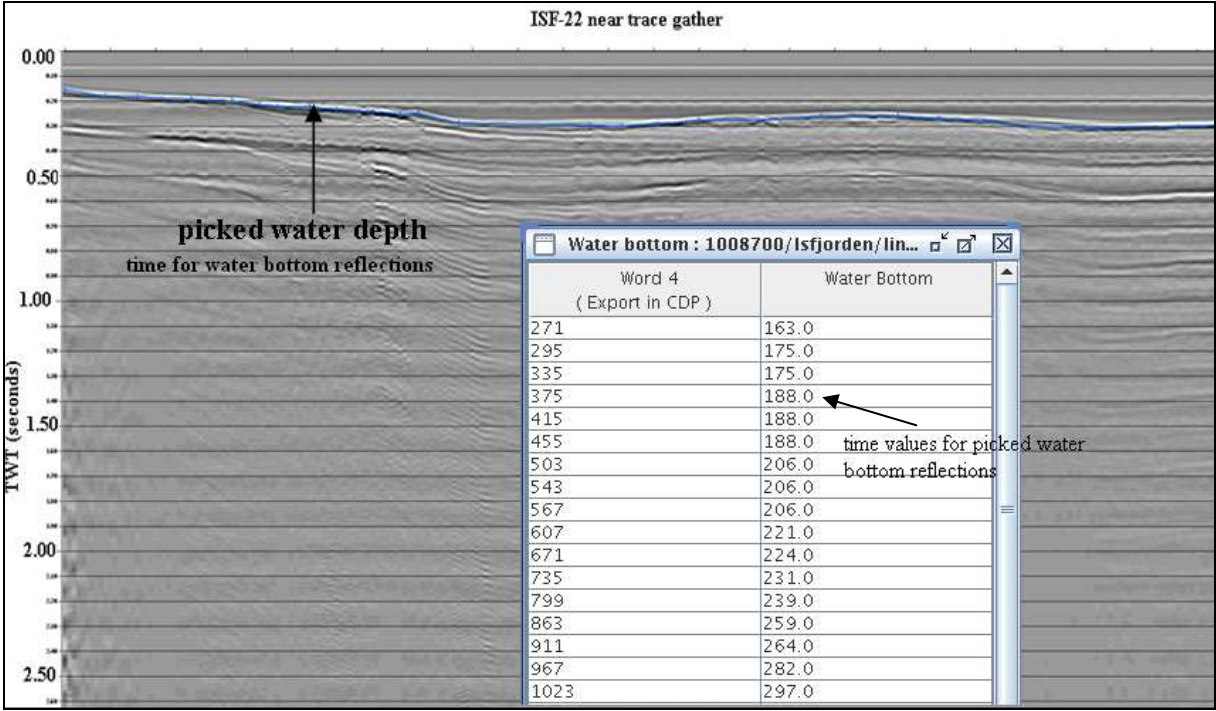 ISF-22 near trace gather
0.00
0.50
picked water depth
time for water bottom reflections
1.00
TWT (seconds)
1.50
2.00
2.50
Water bottom : 1008700/Isfjorden/lin...
Word 4 Water Bottom
( Export in CDP )
271 163.0
295 175.0
335 175.0
375 188.0
415 188.0
455 188.0
503 206.0
543 206.0
567 206.0
607 221.0
671 224.0
735 231.0
799 239.0
863 259.0
911 264.0
967 282.0
1023 297.0
time values for picked water
bottom reflections